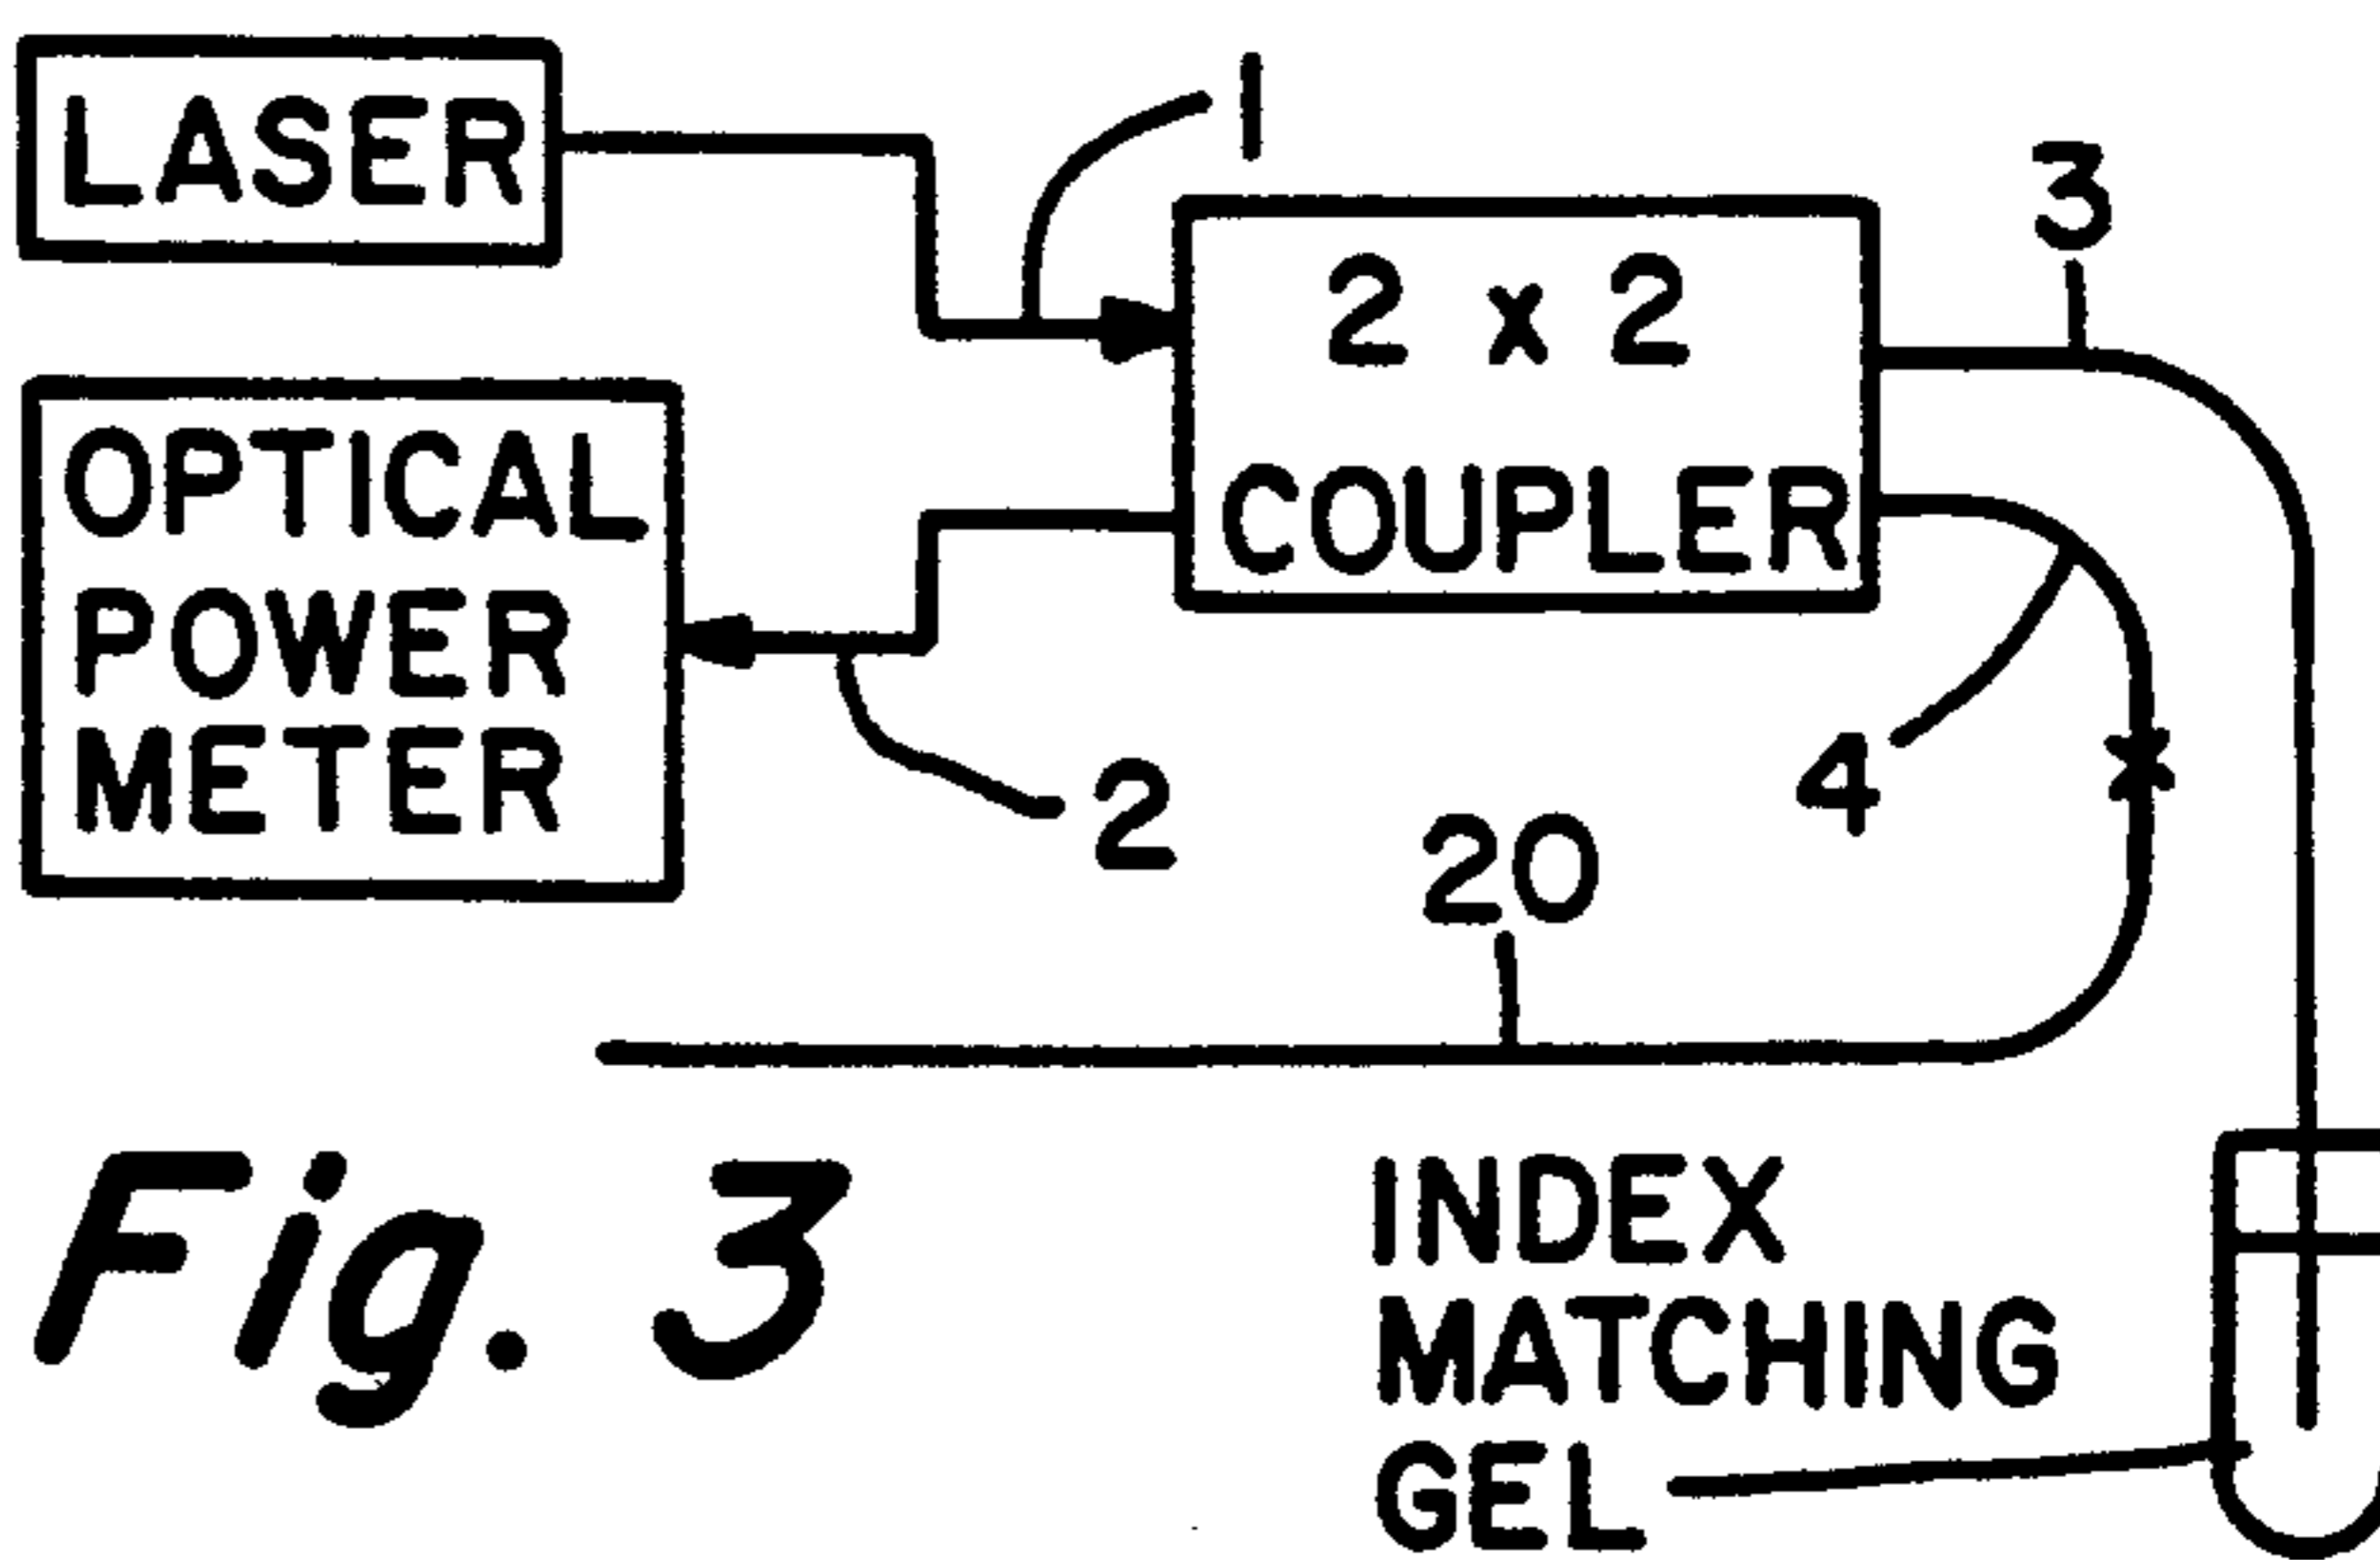 LASER
1
2 x 2
COUPLER
3
OPTICAL
POWER
METER
2
4
20
INDEX
MATCHING
GEL
Fig. 3